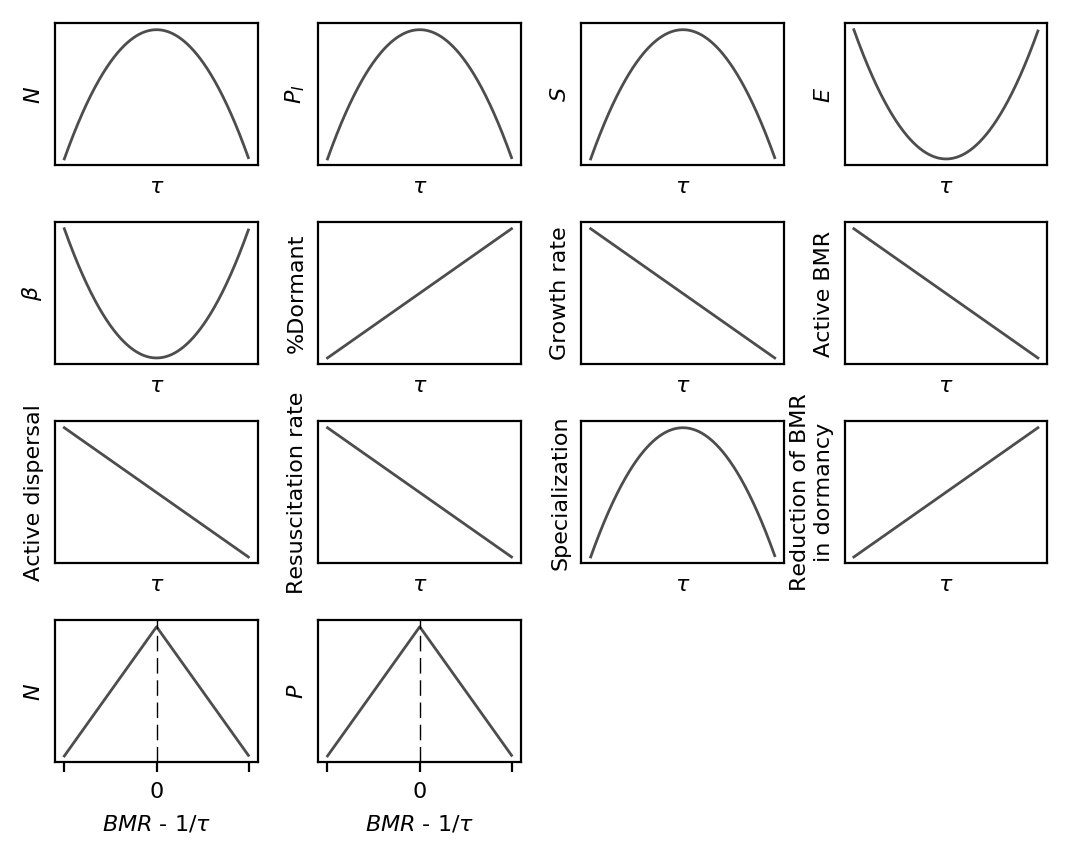 N
τ
P_l
τ
S
τ
E
τ
β
τ
%Dormant
τ
Growth rate
τ
Active BMR
τ
Active dispersal
τ
Resuscitation rate
τ
Specialization
τ
Reduction of BMR
in dormancy
τ
N
0
BMR - 1/τ
P
0
BMR - 1/τ